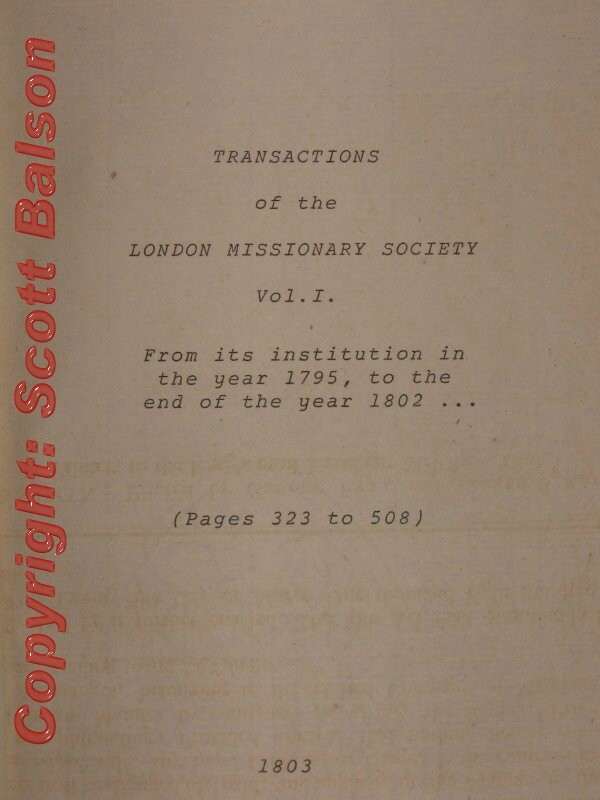 TRANSACTIONS
of the
LONDON MISSIONARY SOCIETY
Vol.I.
From its institution in
the year 1795, to the
end of the year 1802 ...
(Pages 323 to 508)
1803
Copyright: Scott Balson